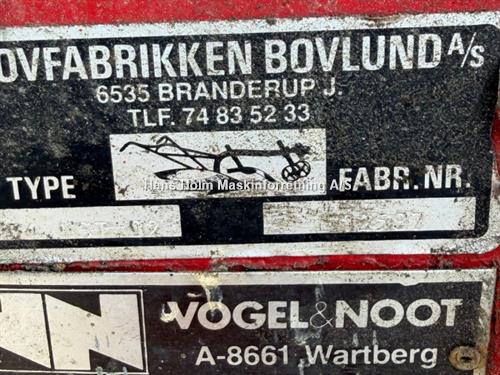 OVFABRIKKEN BOVLUND A/S
6535 BRANDERUP J.
TLF. 74 83 52 33
Hans Holm Maskinforretning A/S
TYPE FABR. NR.
VOGEL&NOOT
A-8661 Wartberg